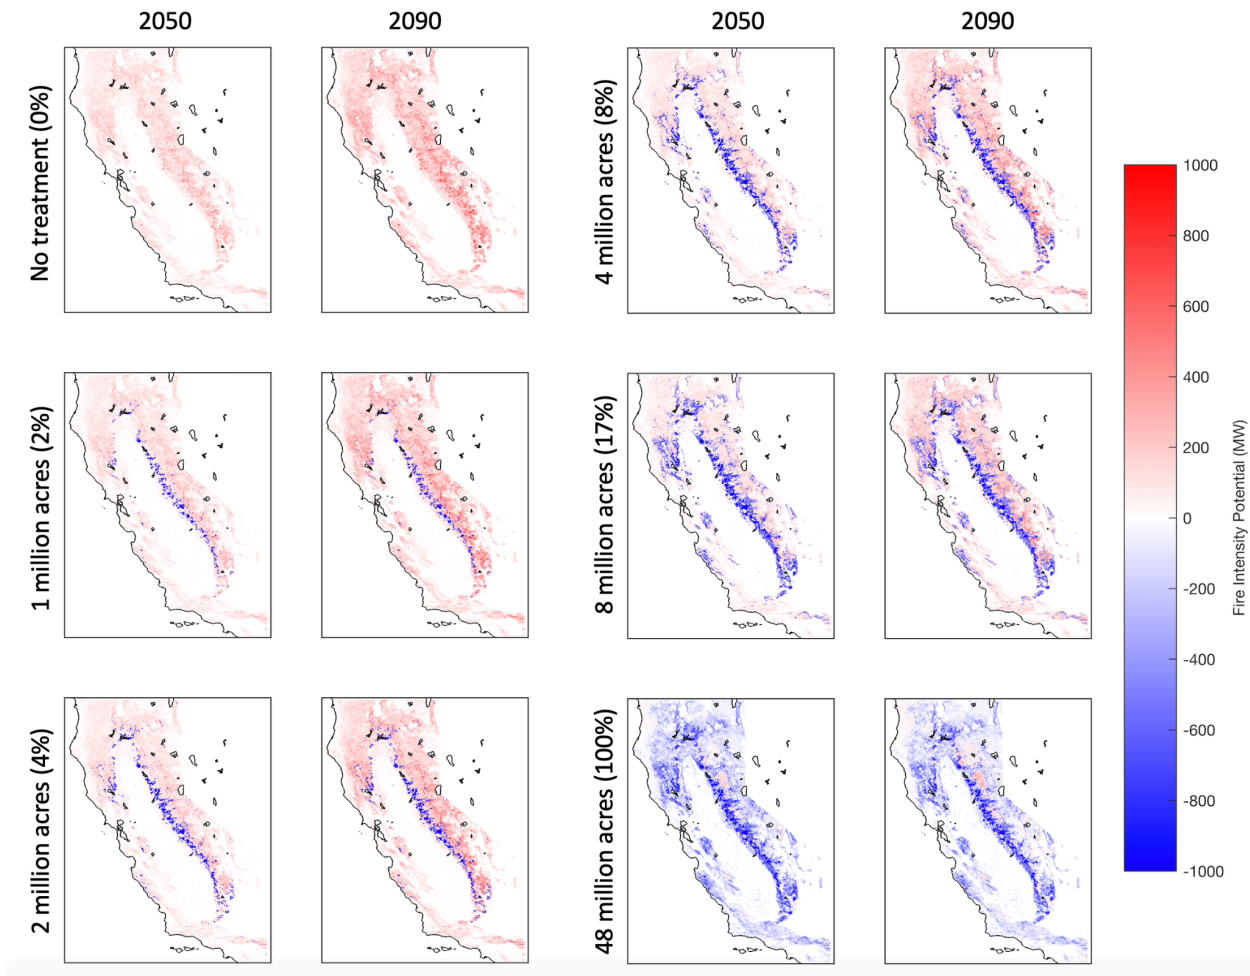 2050
2090
2050
2090
No treatment (0%)
4 million acres (8%)
1 million acres (2%)
8 million acres (17%)
2 million acres (4%)
48 million acres (100%)
1000
800
600
400
200
0
-200
-400
-600
-800
-1000
Fire Intensity Potential (MW)